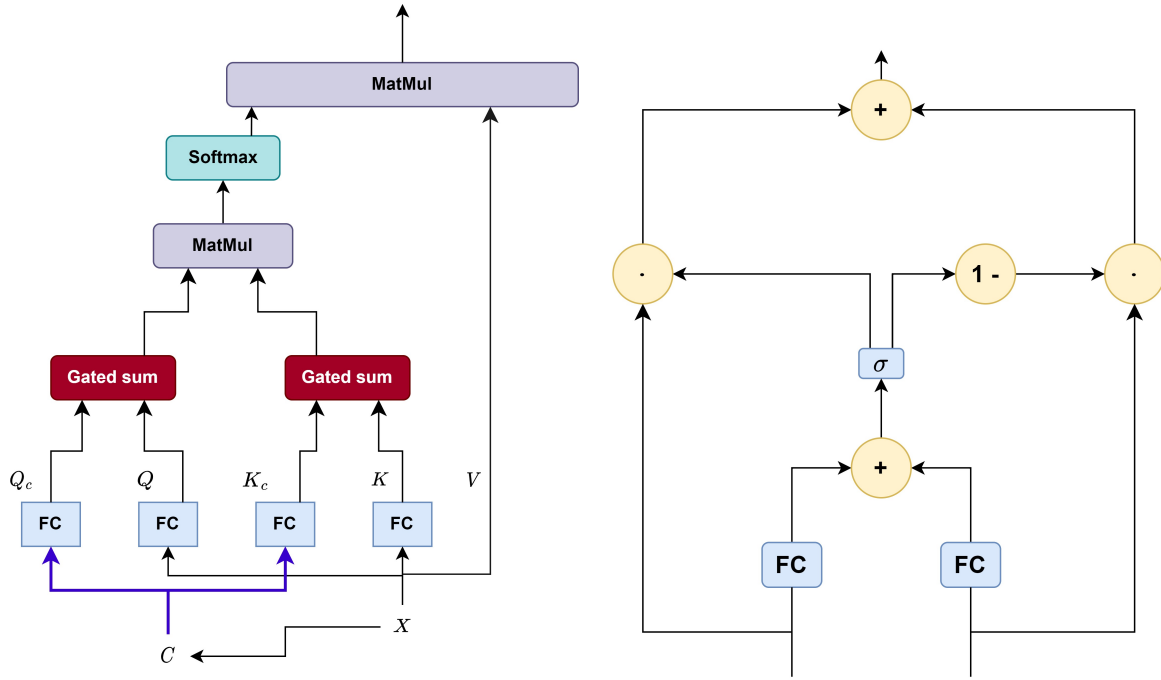 MatMul
Softmax
MatMul
Gated sum Gated sum
Q_c Q K_c K V
FC FC FC FC
X
C
+
· 1 - ·
σ
+
FC FC